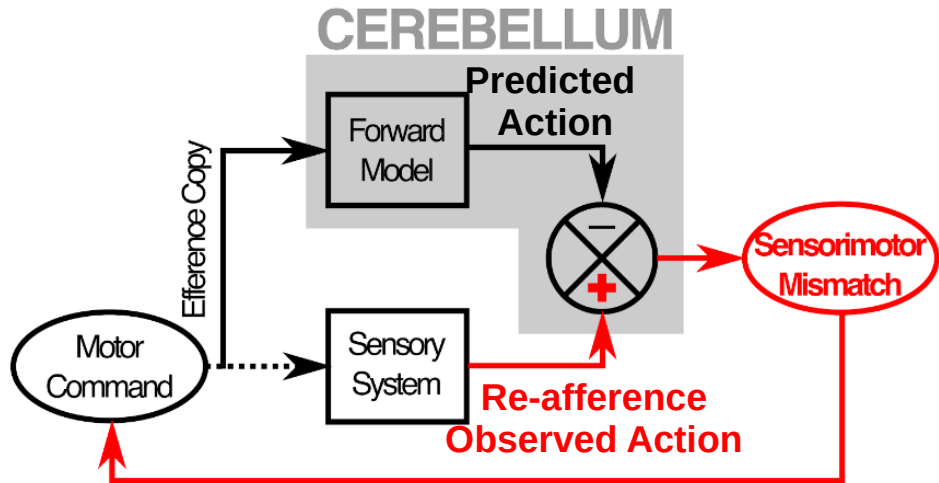 CEREBELLUM
Predicted
Action
Forward
Model
Efference Copy
−
+
Sensorimotor
Mismatch
Motor
Command
Sensory
System
Re-afference
Observed Action